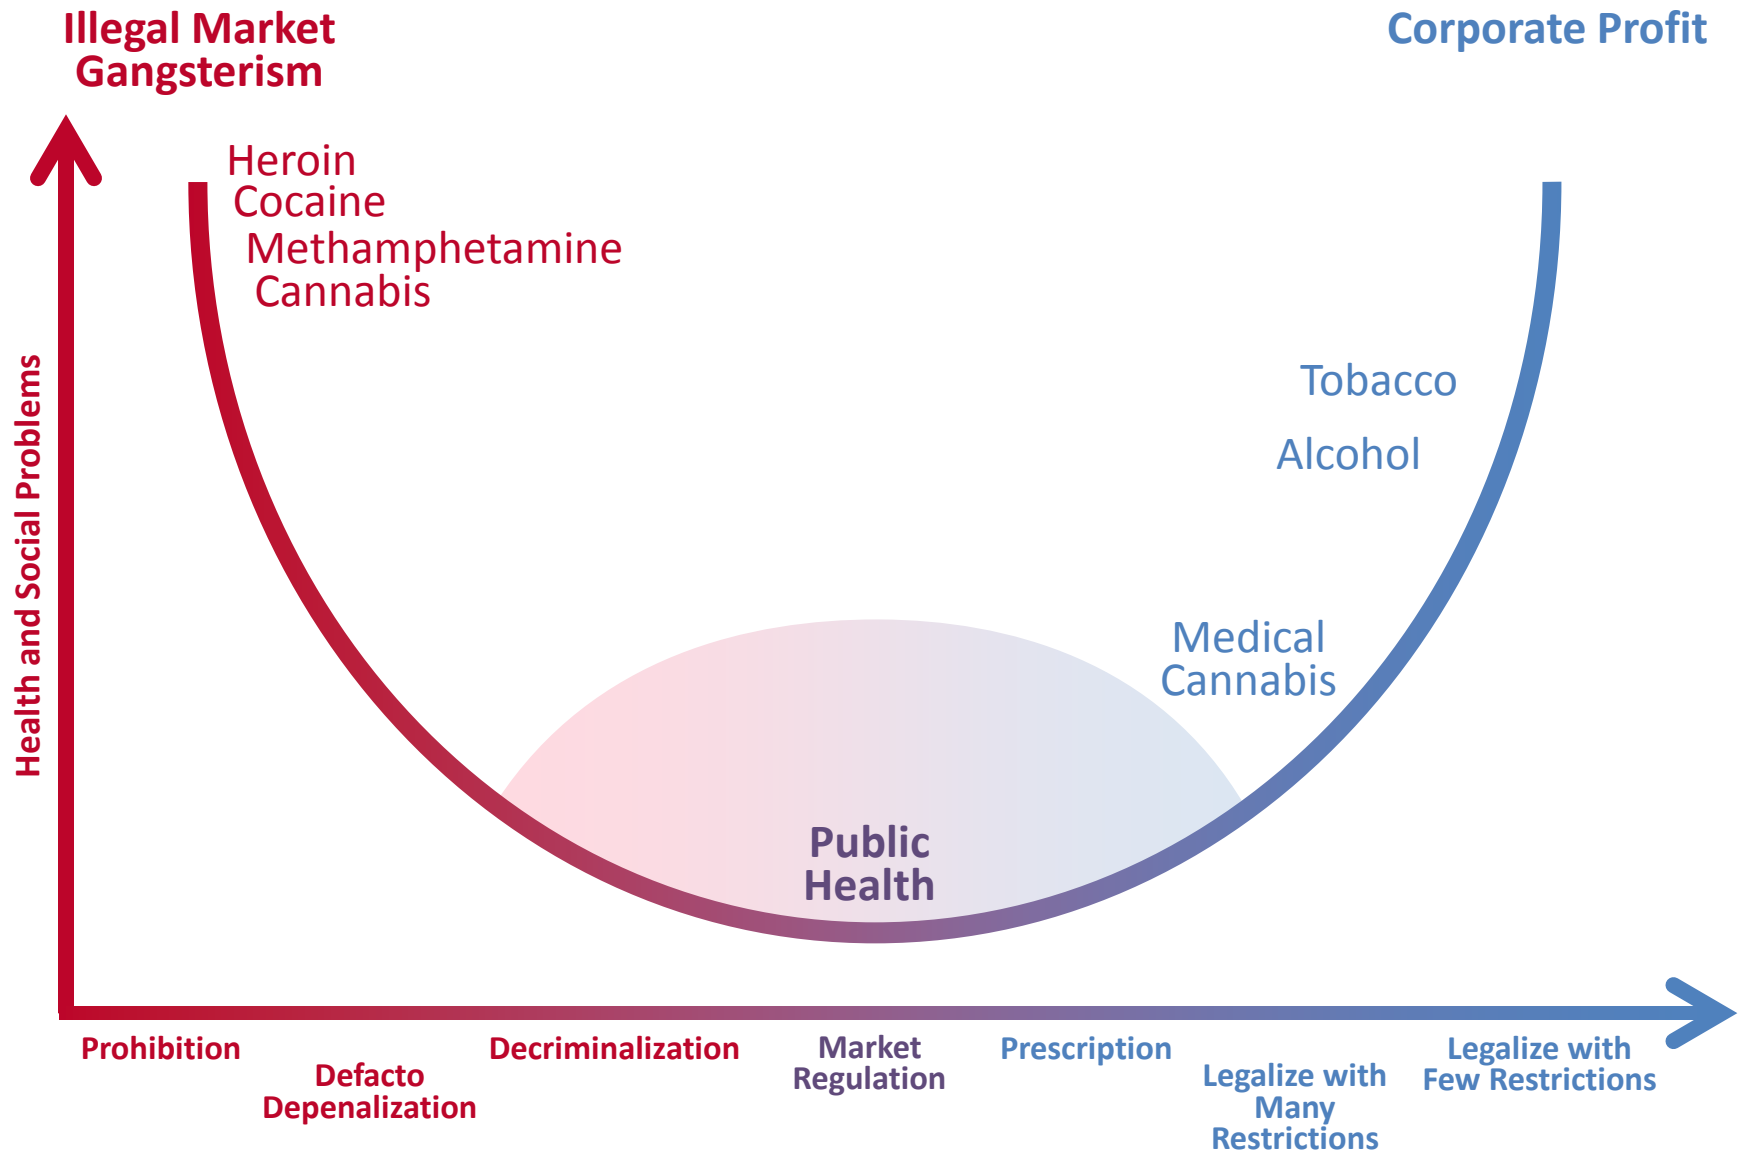 Illegal Market
Gangsterism
Corporate Profit
Heroin
Cocaine
Methamphetamine
Cannabis
Tobacco
Alcohol
Medical
Cannabis
Public
Health
Health and Social Problems
Prohibition
Defacto
Depenalization
Decriminalization
Market
Regulation
Prescription
Legalize with
Many
Restrictions
Legalize with
Few Restrictions